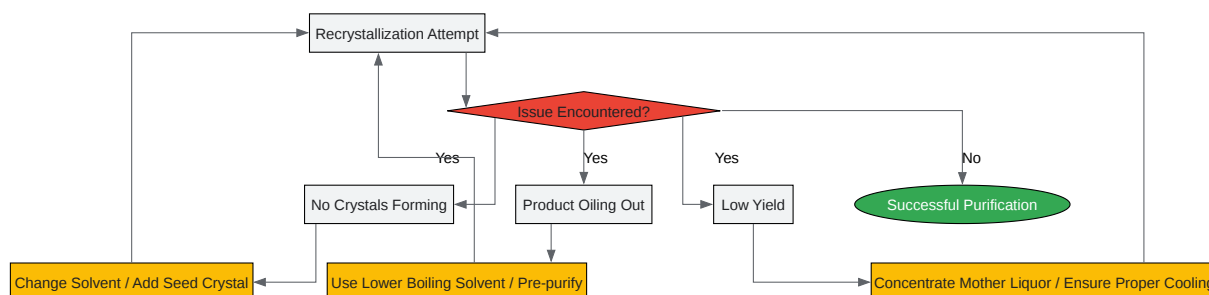 Recrystallization Attempt
Issue Encountered?
Yes
Yes
Yes
No
No Crystals Forming
Product Oiling Out
Low Yield
Successful Purification
Change Solvent / Add Seed Crystal
Use Lower Boiling Solvent / Pre-purify
Concentrate Mother Liquor / Ensure Proper Cooling